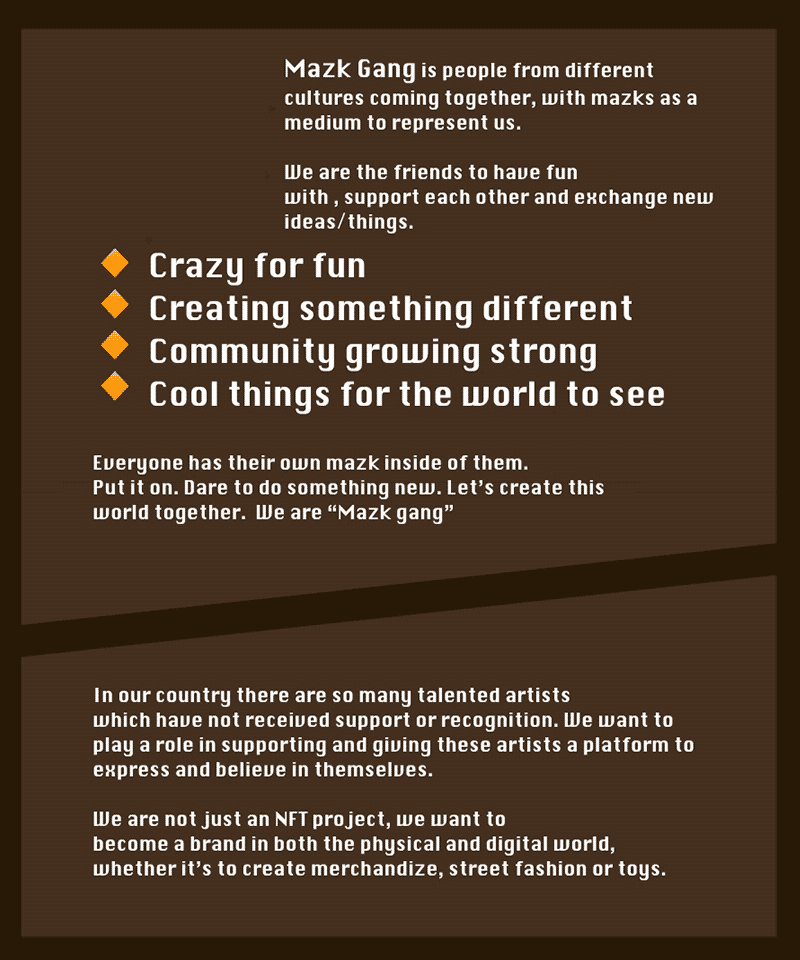 Mazk Gang is people from different
cultures coming together, with mazks as a
medium to represent us.
We are the friends to have fun
with , support each other and exchange new
ideas/things.
Crazy for fun
Creating something different
Community growing strong
Cool things for the world to see
Everyone has their own mazk inside of them.
Put it on. Dare to do something new. Let's create this
world together.  We are “Mazk gang”
In our country there are so many talented artists
which have not received support or recognition. We want to
play a role in supporting and giving these artists a platform to
express and believe in themselves.
We are not just an NFT project, we want to
become a brand in both the physical and digital world,
whether it's to create merchandize, street fashion or toys.